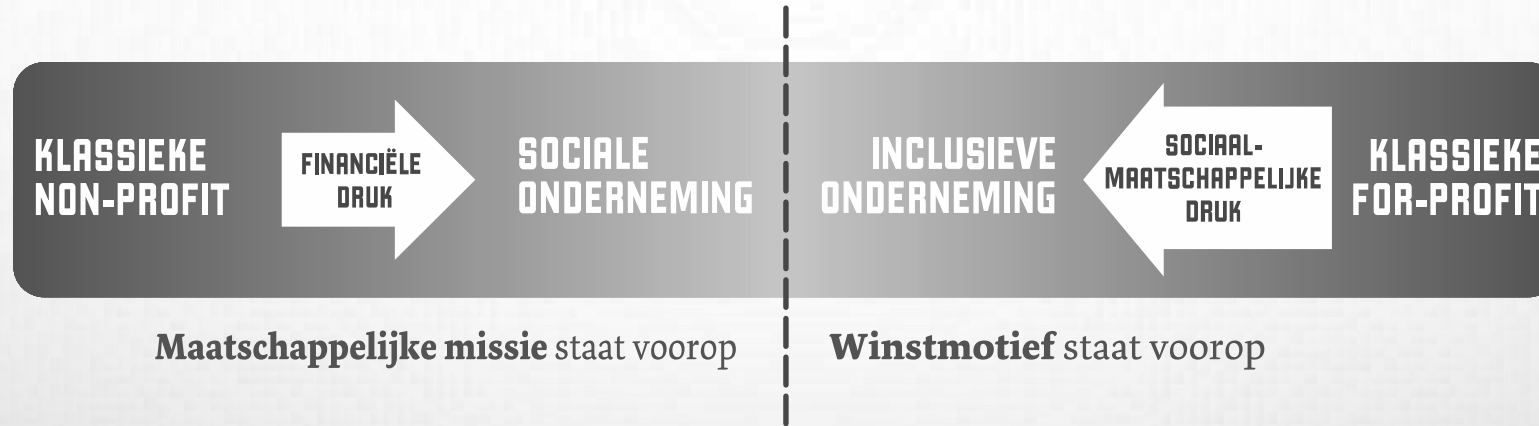 KLASSIEKE
NON-PROFIT
FINANCIËLE
DRUK
SOCIALE
ONDERNEMING
INCLUSIEVE
ONDERNEMING
SOCIAAL-
MAATSCHAPPELIJKE
DRUK
KLASSIEKE
FOR-PROFIT
Maatschappelijke missie staat voorop
Winstmotief staat voorop